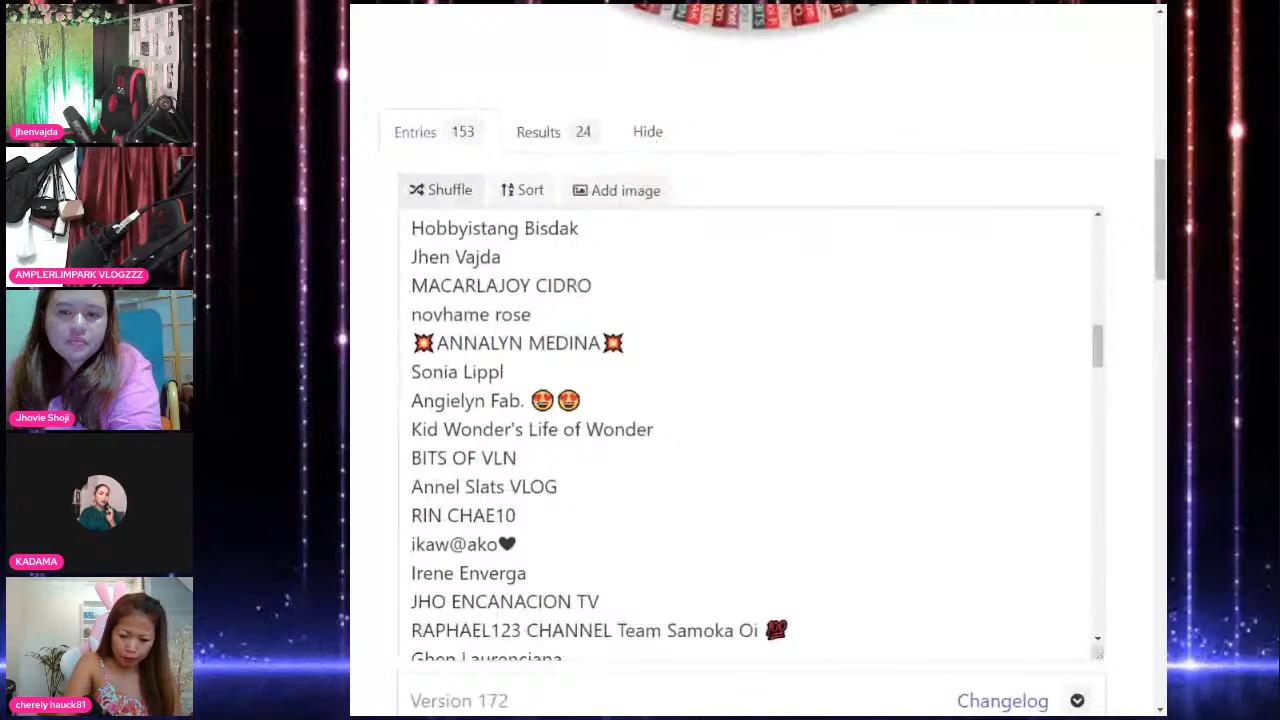 jhenvajda
AMPLERLIMPARK VLOGZZZ
Jhovie Shoji
KADAMA
cherely hauck81
Entries 153 Results 24 Hide
Shuffle Sort Add image
Hobbyistang Bisdak
Jhen Vajda
MACARLAJOY CIDRO
novhame rose
💥ANNALYN MEDINA💥
Sonia Lippl
Angielyn Fab. 😍😍
Kid Wonder's Life of Wonder
BITS OF VLN
Annel Slats VLOG
RIN CHAE10
ikaw@ako🖤
Irene Enverga
JHO ENCANACION TV
RAPHAEL123 CHANNEL Team Samoka Oi 💯
Ghen Laurenciana
Version 172 Changelog